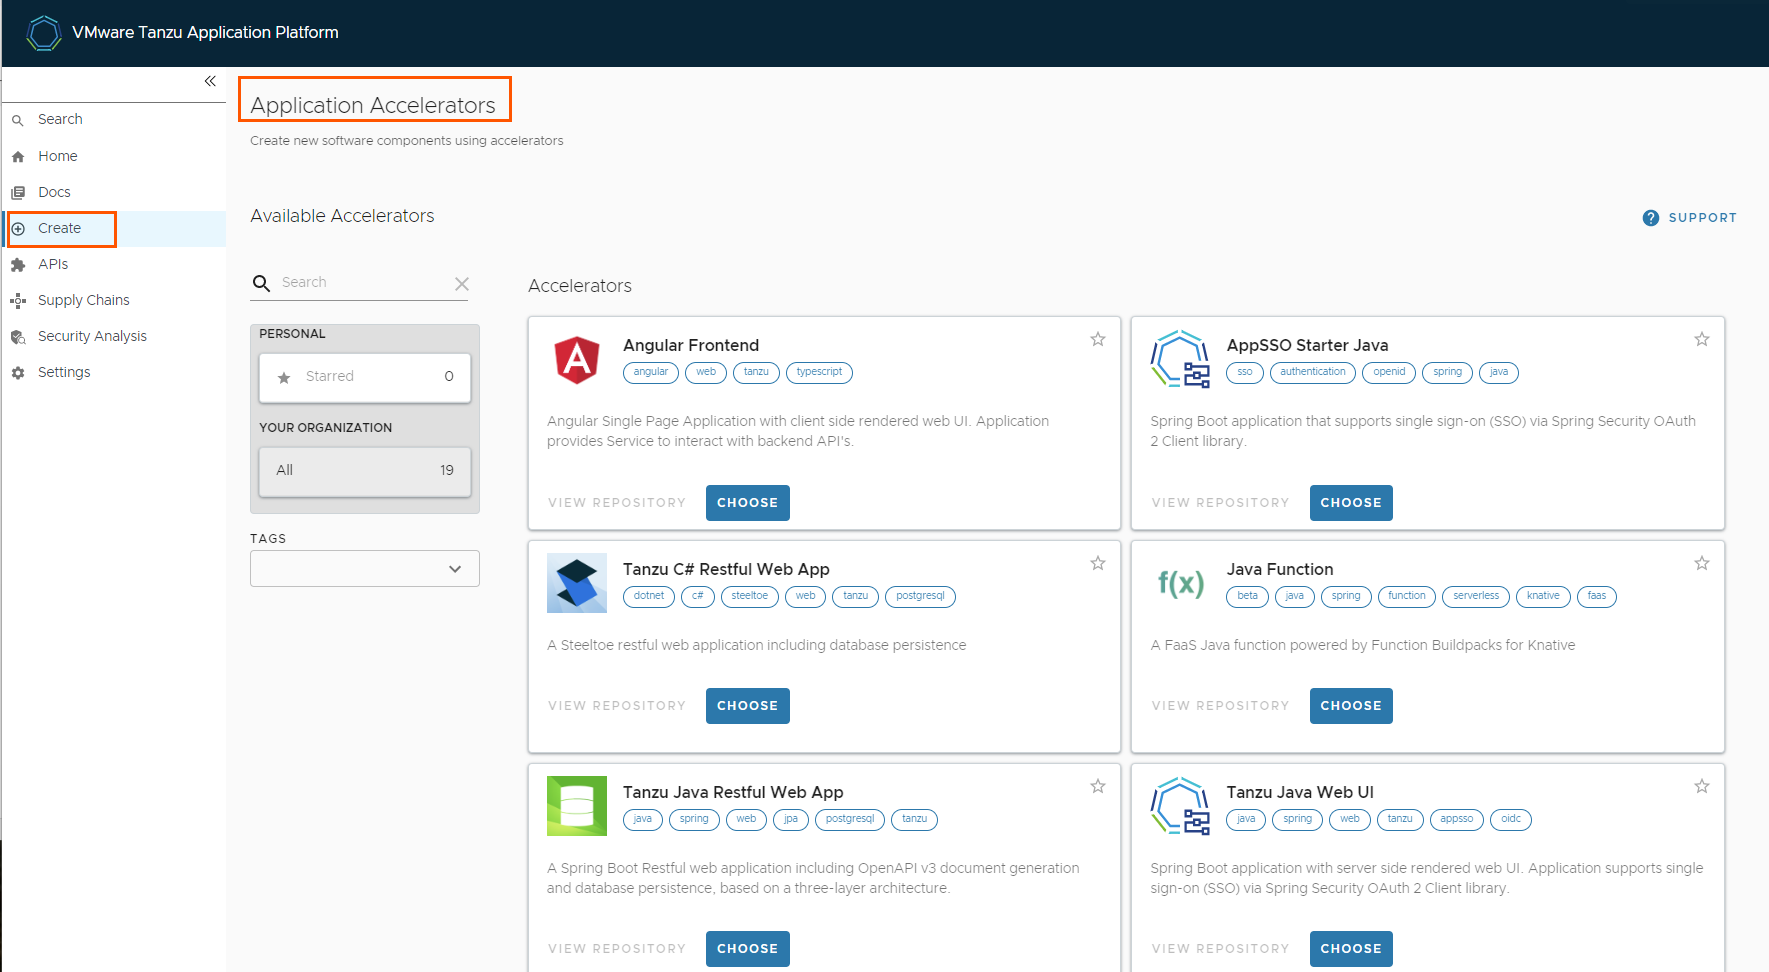 VMware Tanzu Application Platform
Search
Home
Docs
Create
APIs
Supply Chains
Security Analysis
Settings
Application Accelerators
Create new software components using accelerators
Available Accelerators
SUPPORT
Search
PERSONAL
Starred 0
YOUR ORGANIZATION
All 19
TAGS
Accelerators
Angular Frontend
angular web tanzu typescript
Angular Single Page Application with client side rendered web UI. Application
provides Service to interact with backend API's.
VIEW REPOSITORY CHOOSE
AppSSO Starter Java
sso authentication openid spring java
Spring Boot application that supports single sign-on (SSO) via Spring Security OAuth
2 Client library.
VIEW REPOSITORY CHOOSE
Tanzu C# Restful Web App
dotnet c# steeltoe web tanzu postgresql
A Steeltoe restful web application including database persistence
VIEW REPOSITORY CHOOSE
f(x)
Java Function
beta java spring function serverless knative faas
A FaaS Java function powered by Function Buildpacks for Knative
VIEW REPOSITORY CHOOSE
Tanzu Java Restful Web App
java spring web jpa postgresql tanzu
A Spring Boot Restful web application including OpenAPI v3 document generation
and database persistence, based on a three-layer architecture.
VIEW REPOSITORY CHOOSE
Tanzu Java Web UI
java spring web tanzu appsso oidc
Spring Boot application with server side rendered web UI. Application supports single
sign-on (SSO) via Spring Security OAuth 2 Client library.
VIEW REPOSITORY CHOOSE